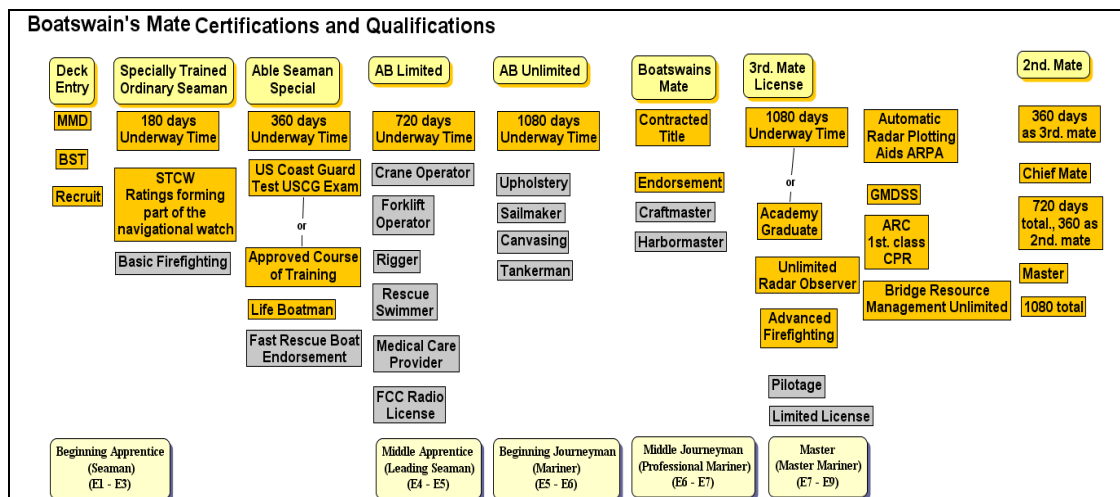 Boatswain's Mate Certifications and Qualifications
Deck
Entry
MMD
BST
Recruit
Specially Trained
Ordinary Seaman
180 days
Underway Time
STCW
Ratings forming
part of the
navigational watch
Basic Firefighting
Able Seaman
Special
360 days
Underway Time
US Coast Guard
Test USCG Exam
or
Approved Course
of Training
Life Boatman
Fast Rescue Boat
Endorsement
AB Limited
720 days
Underway Time
Crane Operator
Forklift
Operator
Rigger
Rescue
Swimmer
Medical Care
Provider
FCC Radio
License
AB Unlimited
1080 days
Underway Time
Upholstery
Sailmaker
Canvasing
Tankerman
Boatswains
Mate
Contracted
Title
Endorsement
Craftmaster
Harbormaster
3rd. Mate
License
1080 days
Underway Time
or
Academy
Graduate
Unlimited
Radar Observer
Advanced
Firefighting
Pilotage
Limited License
Automatic
Radar Plotting
Aids ARPA
GMDSS
ARC
1st. class
CPR
Bridge Resource
Management Unlimited
2nd. Mate
360 days
as 3rd. mate
Chief Mate
720 days
total., 360 as
2nd. mate
Master
1080 total
Beginning Apprentice
(Seaman)
(E1 - E3)
Middle Apprentice
(Leading Seaman)
(E4 - E5)
Beginning Journeyman
(Mariner)
(E5 - E6)
Middle Journeyman
(Professional Mariner)
(E6 - E7)
Master
(Master Mariner)
(E7 - E9)